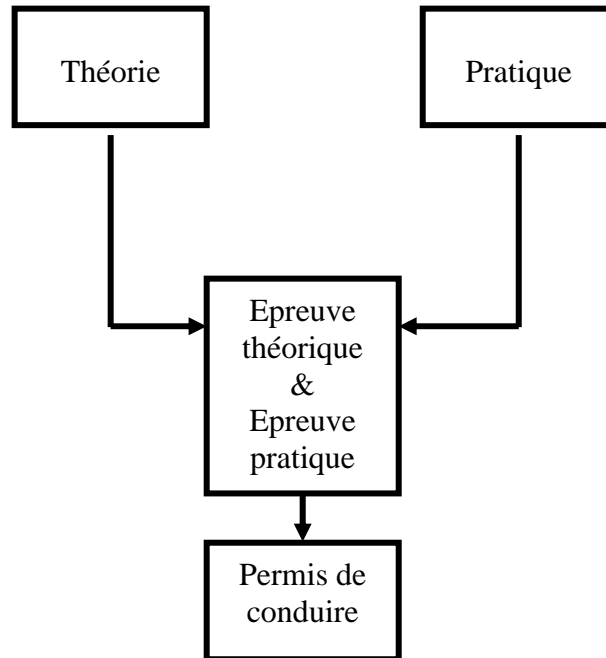 Théorie
Pratique
Epreuve
théorique
&
Epreuve
pratique
Permis de
conduire